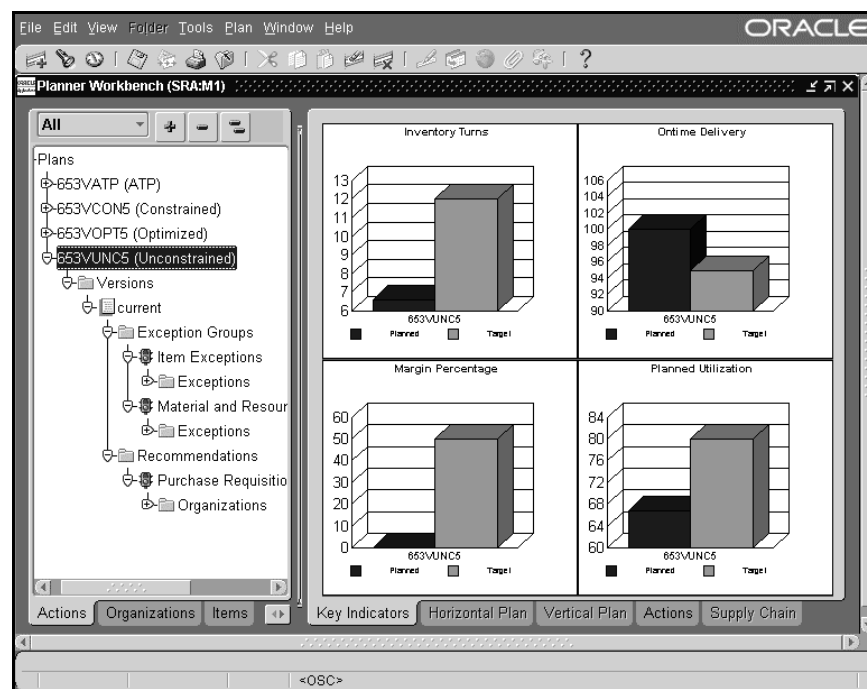 File Edit View Folder Tools Plan Window Help
ORACLE
Planner Workbench (SRA:M1)
All
Plans
653VATP (ATP)
653VCON5 (Constrained)
653VOPT5 (Optimized)
653VUNC5 (Unconstrained)
Versions
current
Exception Groups
Item Exceptions
Exceptions
Material and Resour
Exceptions
Recommendations
Purchase Requisitio
Organizations
Actions Organizations Items
Inventory Turns
13
12
11
10
9
8
7
6
653VUNC5
Planned Target
Ontime Delivery
106
104
102
100
98
96
94
92
90
653VUNC5
Planned Target
Margin Percentage
60
50
40
30
20
10
0
653VUNC5
Planned Target
Planned Utilization
84
80
76
72
68
64
60
653VUNC5
Planned Target
Key Indicators Horizontal Plan Vertical Plan Actions Supply Chain
<OSC>